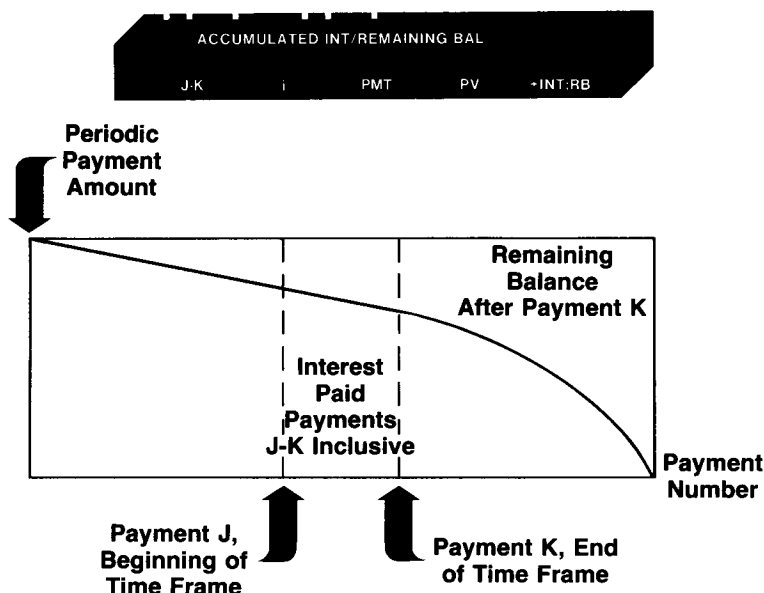 ACCUMULATED INT/REMAINING BAL
J-K i PMT PV →INT:RB
Periodic
Payment
Amount
Remaining
Balance
After Payment K
Interest
Paid
Payments
J-K Inclusive
Payment
Number
Payment J,
Beginning of
Time Frame
Payment K, End
of Time Frame